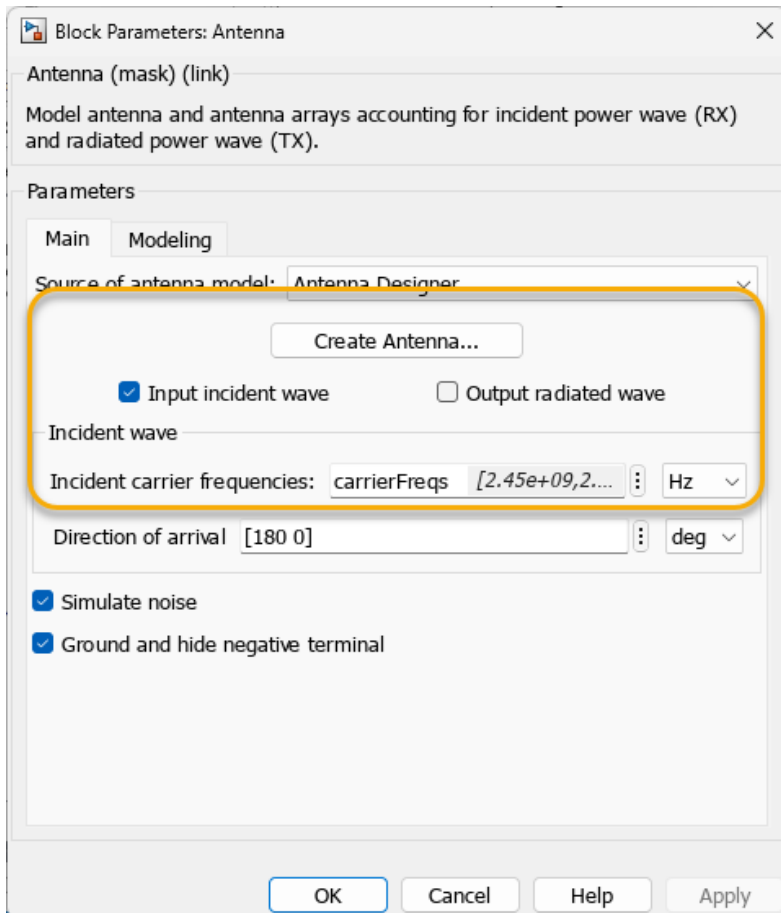 Block Parameters: Antenna
Antenna (mask) (link)
Model antenna and antenna arrays accounting for incident power wave (RX)
and radiated power wave (TX).
Parameters
Main Modeling
Source of antenna model: Antenna Designer
Create Antenna...
Input incident wave Output radiated wave
Incident wave
Incident carrier frequencies: carrierFreqs [2.45e+09,2.... Hz
Direction of arrival [180 0] deg
Simulate noise
Ground and hide negative terminal
OK Cancel Help Apply